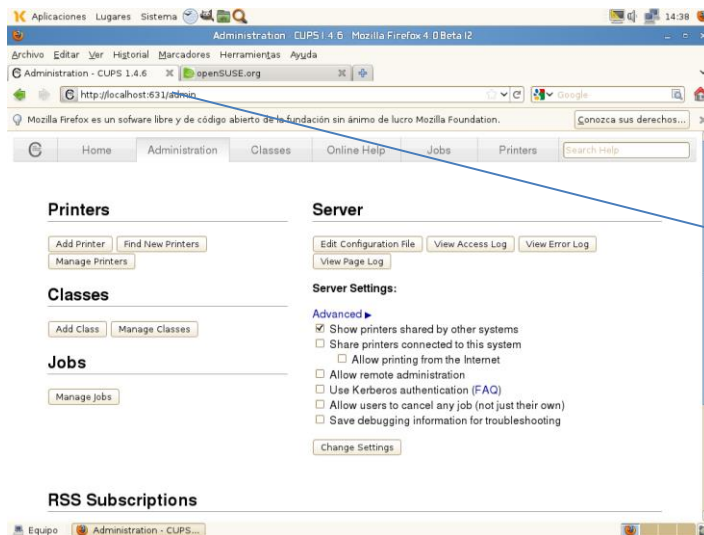 Aplicaciones Lugares Sistema 14:38
Administration - CUPS 1.4.6 - Mozilla Firefox 4.0 Beta 12
Archivo Editar Ver Historial Marcadores Herramientas Ayuda
Administration - CUPS 1.4.6 openSUSE.org
http://localhost:631/admin Google
Mozilla Firefox es un sofware libre y de código abierto de la fundación sin ánimo de lucro Mozilla Foundation. Conozca sus derechos...
Home Administration Classes Online Help Jobs Printers Search Help
Printers
Add Printer Find New Printers
Manage Printers
Classes
Add Class Manage Classes
Jobs
Manage Jobs
Server
Edit Configuration File View Access Log View Error Log
View Page Log
Server Settings:
Advanced ▶
Show printers shared by other systems
Share printers connected to this system
Allow printing from the Internet
Allow remote administration
Use Kerberos authentication (FAQ)
Allow users to cancel any job (not just their own)
Save debugging information for troubleshooting
Change Settings
RSS Subscriptions
Equipo Administration - CUPS...